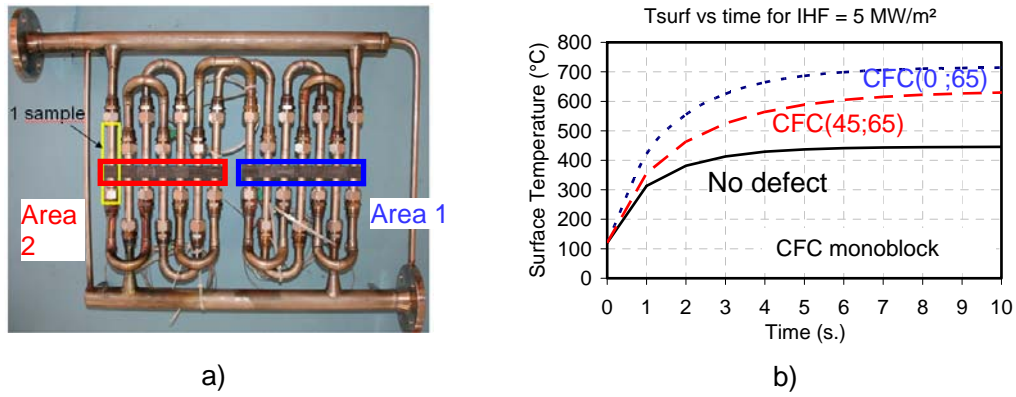 1 sample
Area
2
Area 1
a)
Tsurf vs time for IHF = 5 MW/m²
Surface Temperature (°C)
800
700
600
500
400
300
200
100
0
CFC(0 ;65)
CFC(45;65)
No defect
CFC monoblock
0 1 2 3 4 5 6 7 8 9 10
Time (s.)
b)